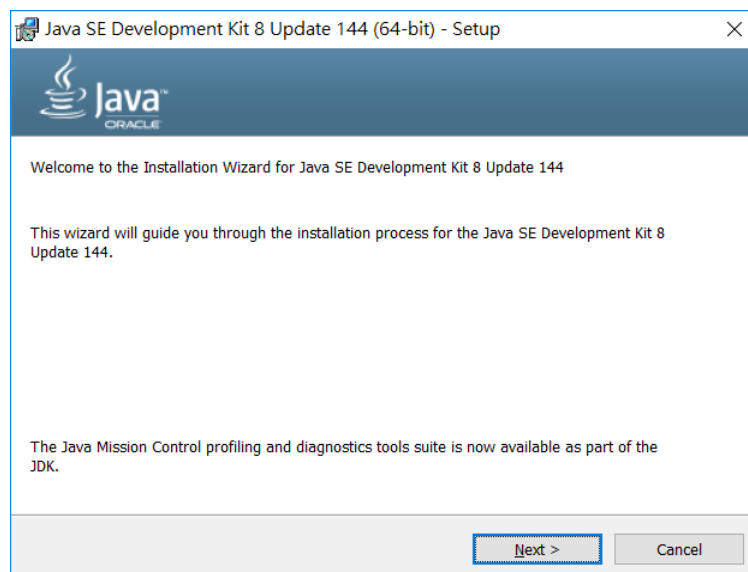 Java SE Development Kit 8 Update 144 (64-bit) - Setup
Java™
ORACLE
Welcome to the Installation Wizard for Java SE Development Kit 8 Update 144
This wizard will guide you through the installation process for the Java SE Development Kit 8
Update 144.
The Java Mission Control profiling and diagnostics tools suite is now available as part of the
JDK.
Next >
Cancel